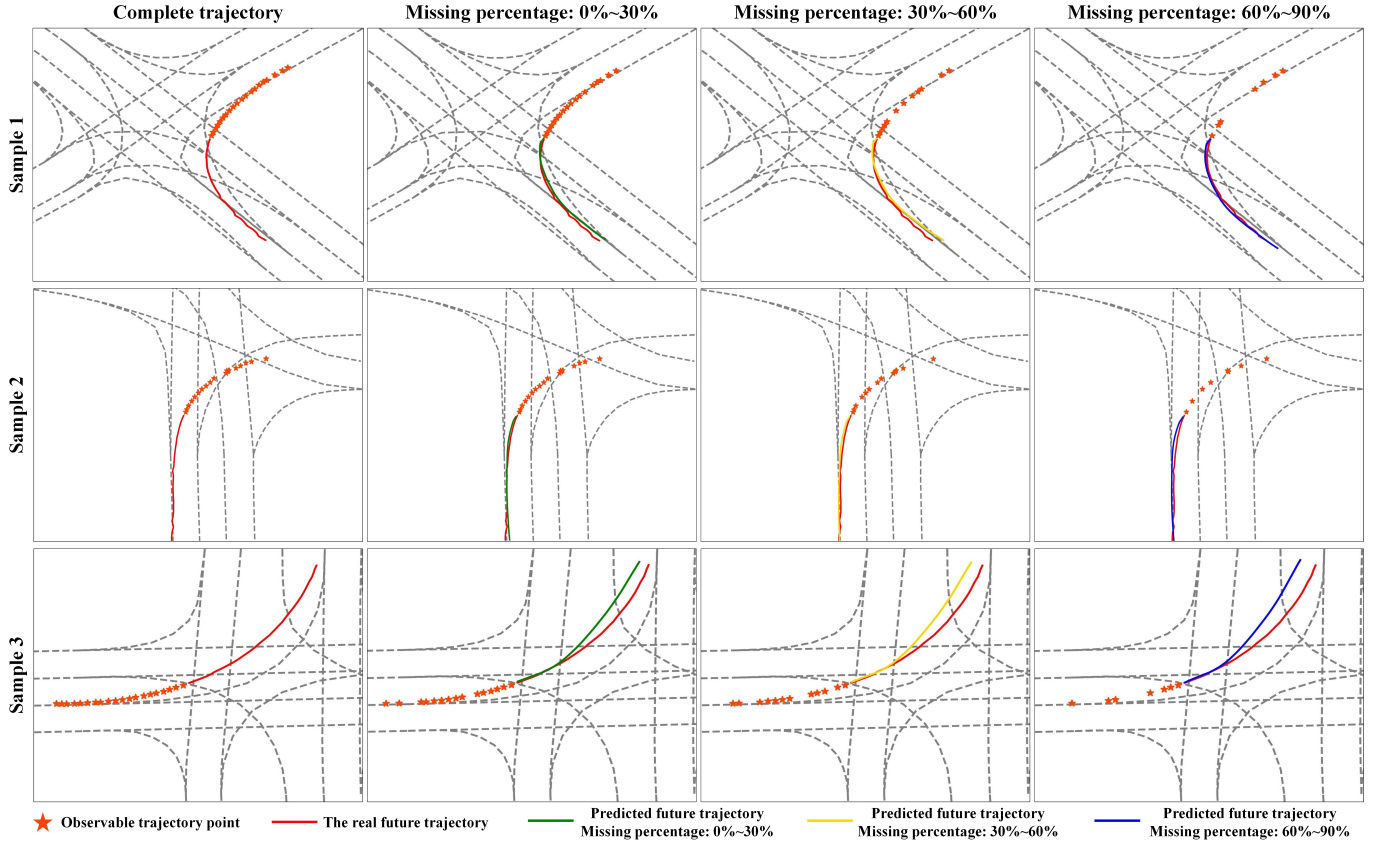 Complete trajectory
Missing percentage: 0%~30%
Missing percentage: 30%~60%
Missing percentage: 60%~90%
Sample 1
Sample 2
Sample 3
Observable trajectory point
The real future trajectory
Predicted future trajectory
Missing percentage: 0%~30%
Predicted future trajectory
Missing percentage: 30%~60%
Predicted future trajectory
Missing percentage: 60%~90%